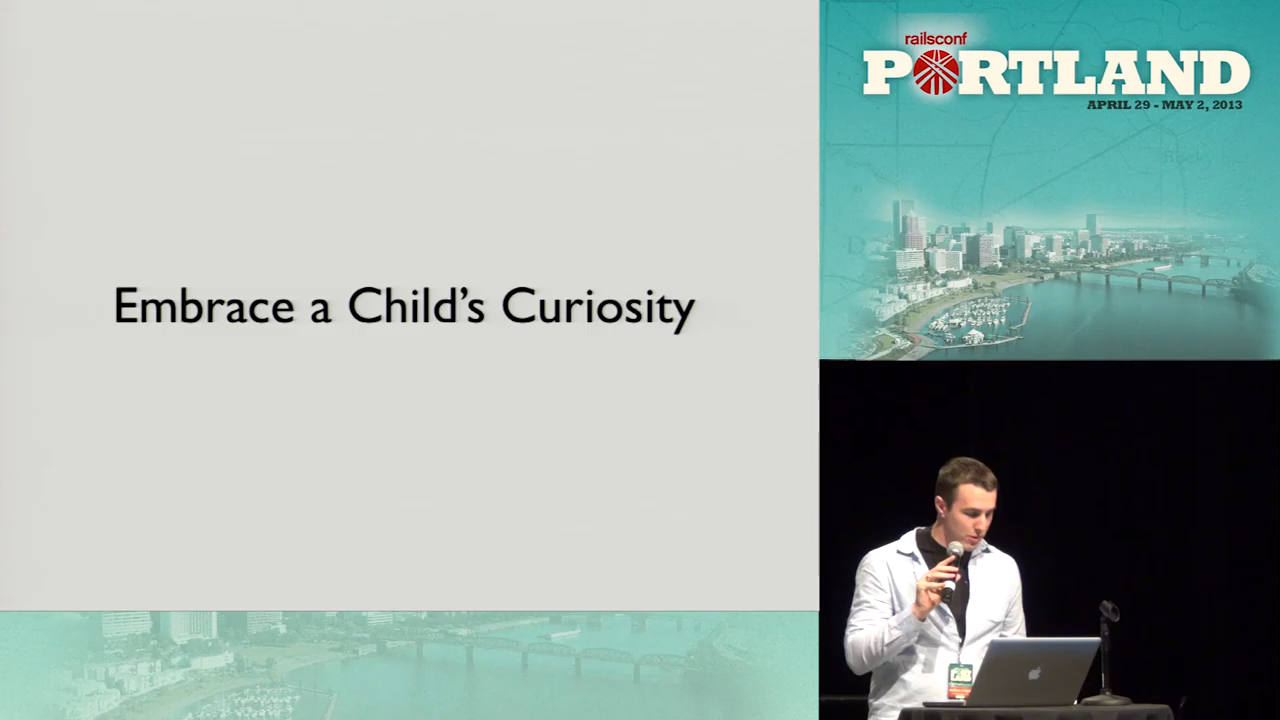 Embrace a Child's Curiosity
railsconf
PORTLAND
APRIL 29 - MAY 2, 2013